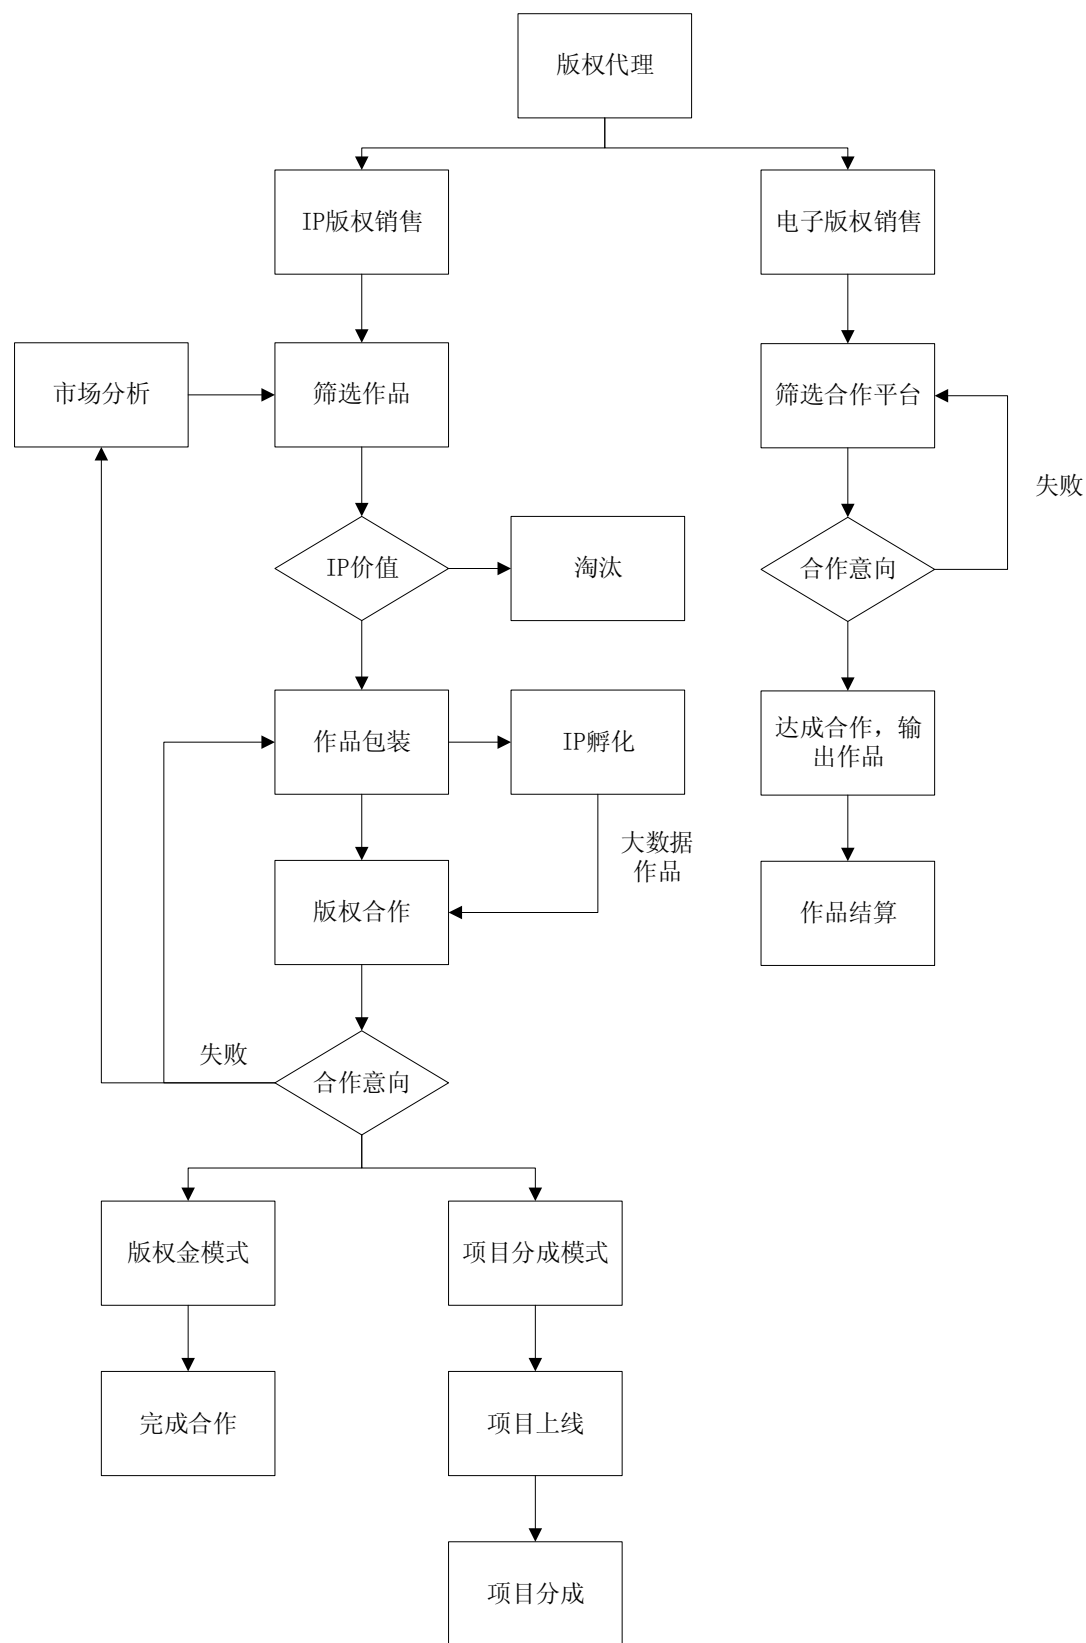 版权代理
IP版权销售
电子版权销售
市场分析
筛选作品
筛选合作平台
失败
IP价值
淘汰
合作意向
作品包装
IP孵化
达成合作，输
出作品
大数据
作品
版权合作
作品结算
失败
合作意向
版权金模式
项目分成模式
完成合作
项目上线
项目分成